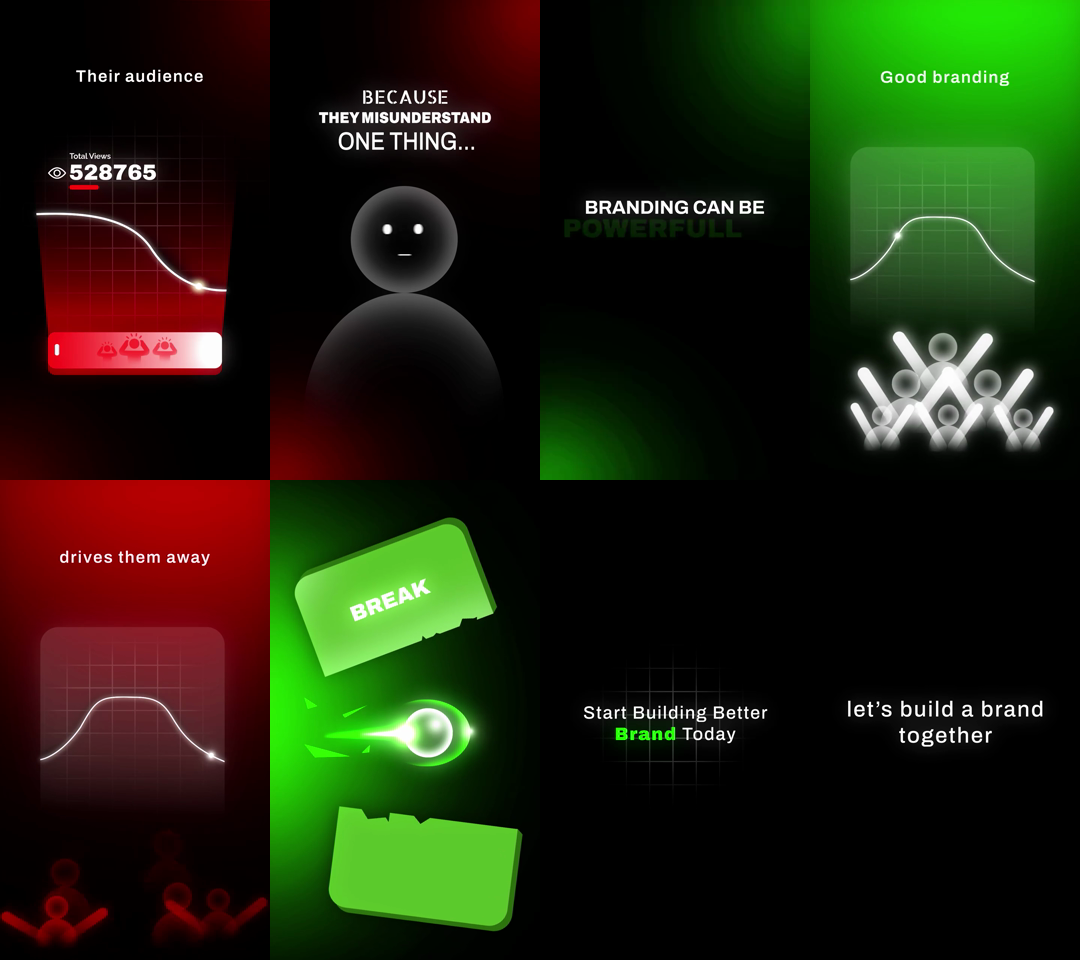 Their audience
Total Views
528765
BECAUSE
THEY MISUNDERSTAND
ONE THING...
BRANDING CAN BE
POWERFULL
Good branding
drives them away
BREAK
Start Building Better
Brand Today
let’s build a brand
together